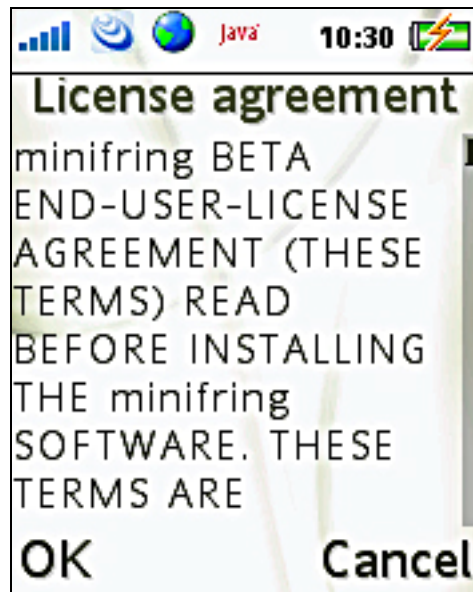 Java
10:30
License agreement
minifring BETA
END-USER-LICENSE
AGREEMENT (THESE
TERMS) READ
BEFORE INSTALLING
THE minifring
SOFTWARE. THESE
TERMS ARE
OK
Cancel